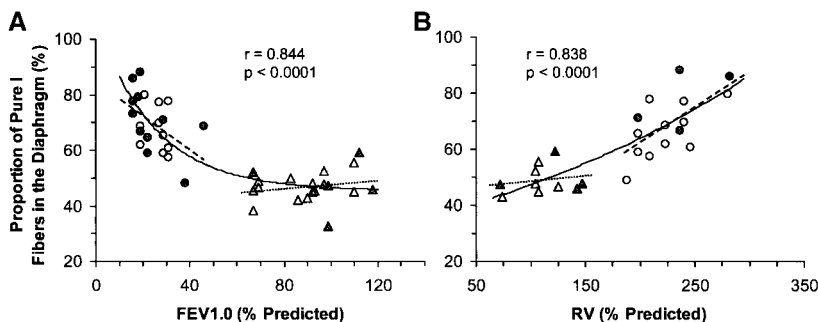 A
B
Proportion of Pure I
Fibers in the Diaphragm (%)
100
80
60
40
20
r = 0.844
p < 0.0001
0
40
80
120
FEV1.0 (% Predicted)
100
80
60
40
20
r = 0.838
p < 0.0001
50
150
250
350
RV (% Predicted)